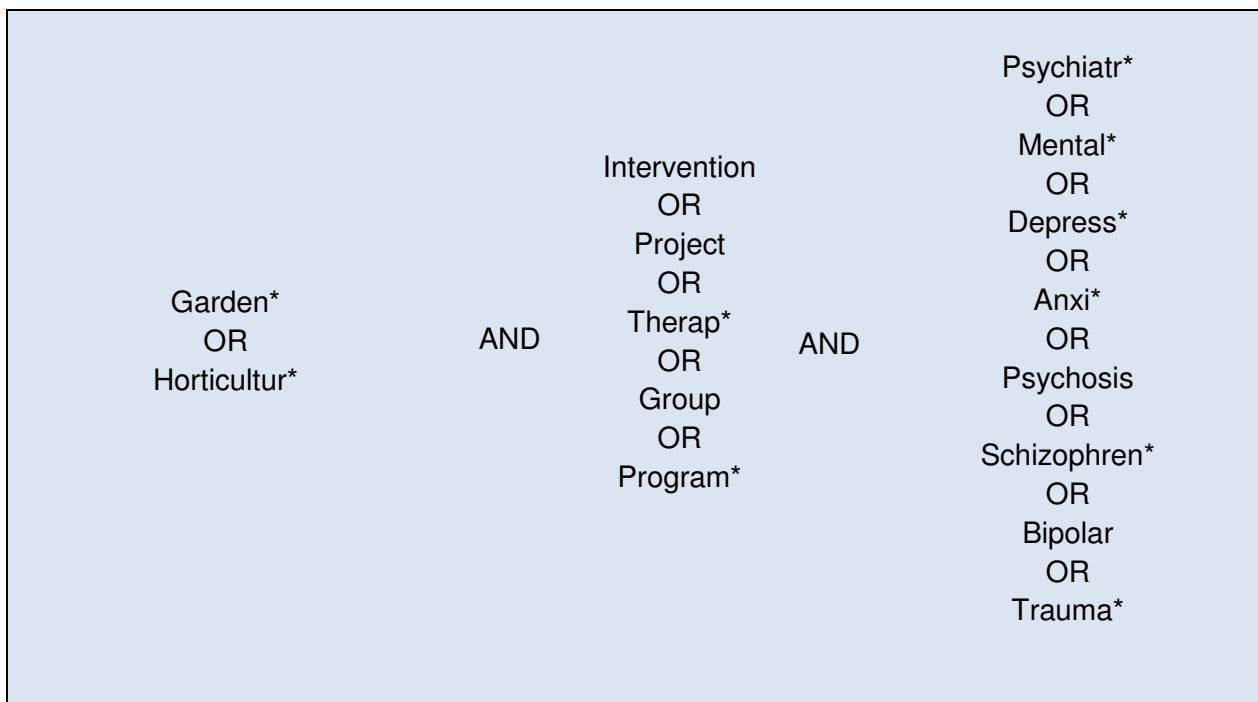 Garden*
OR
Horticultur*
AND
Intervention
OR
Project
OR
Therap*
OR
Group
OR
Program*
AND
Psychiatr*
OR
Mental*
OR
Depress*
OR
Anxi*
OR
Psychosis
OR
Schizophren*
OR
Bipolar
OR
Trauma*